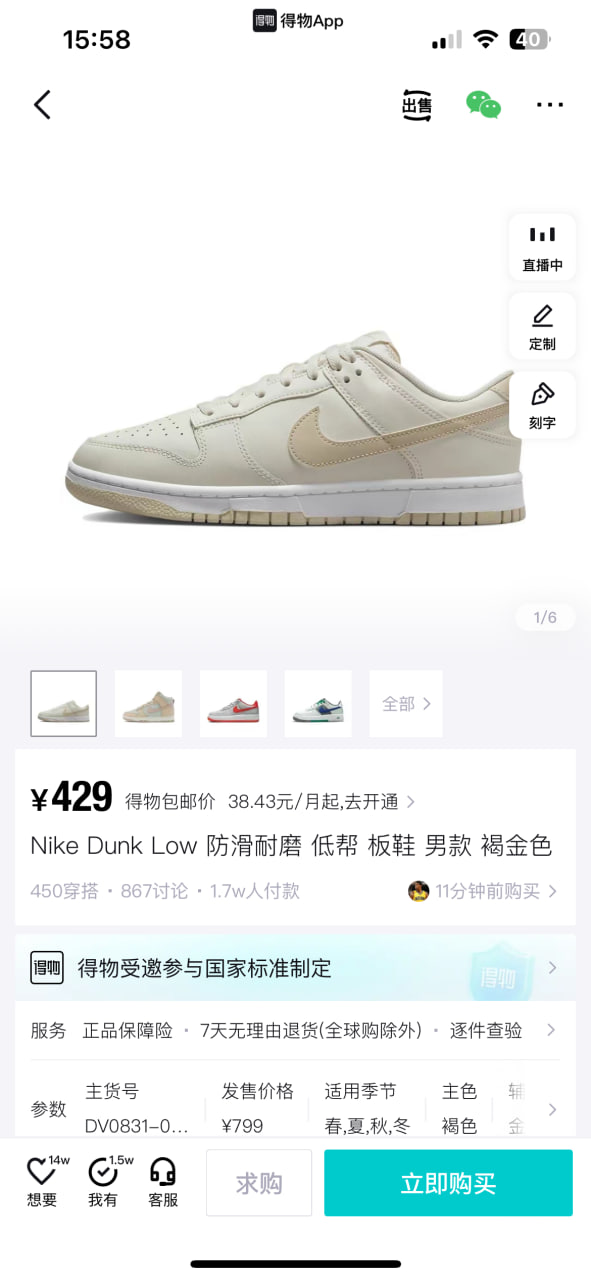 得物 得物App
15:58
40
出售
直播中
定制
刻字
1/6
全部
¥429 得物包邮价 38.43元/月起,去开通
Nike Dunk Low 防滑耐磨 低帮 板鞋 男款 褐金色
450穿搭 · 867讨论 · 1.7w人付款 11分钟前购买
得物 得物受邀参与国家标准制定 得物
服务 正品保障险 · 7天无理由退货(全球购除外) · 逐件查验
参数
主货号 发售价格 适用季节 主色 辅
DV0831-0... ¥799 春,夏,秋,冬 褐色 金
14w 1.5w
想要 我有 客服 求购 立即购买